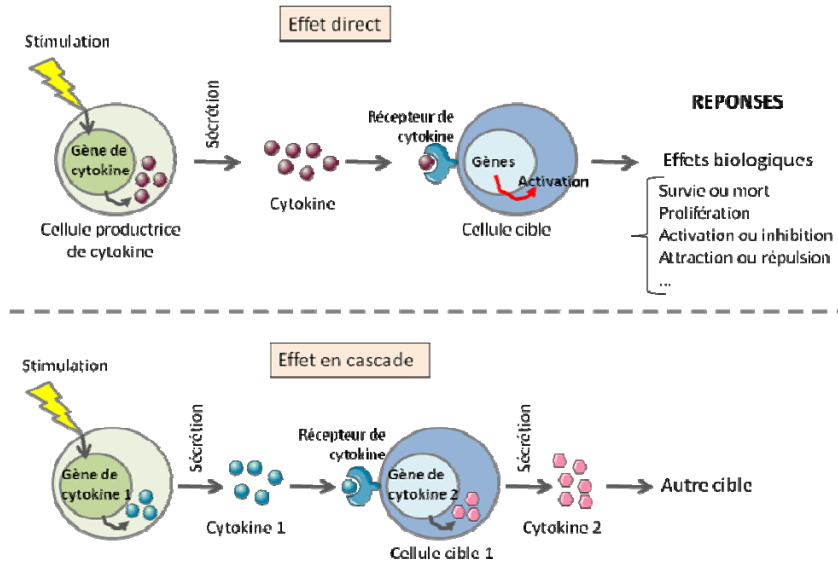 Effet direct
Stimulation
Sécrétion
REPONSES
Récepteur de
cytokine
Gène de
cytokine
Gènes
Activation
Effets biologiques
Survie ou mort
Prolifération
Activation ou inhibition
Attraction ou répulsion
...
Cytokine
Cellule productrice
de cytokine
Cellule cible
Effet en cascade
Stimulation
Sécrétion
Récepteur de
cytokine
Sécrétion
Gène de
cytokine 1
Gène de
cytokine 2
Autre cible
Cytokine 1
Cytokine 2
Cellule cible 1